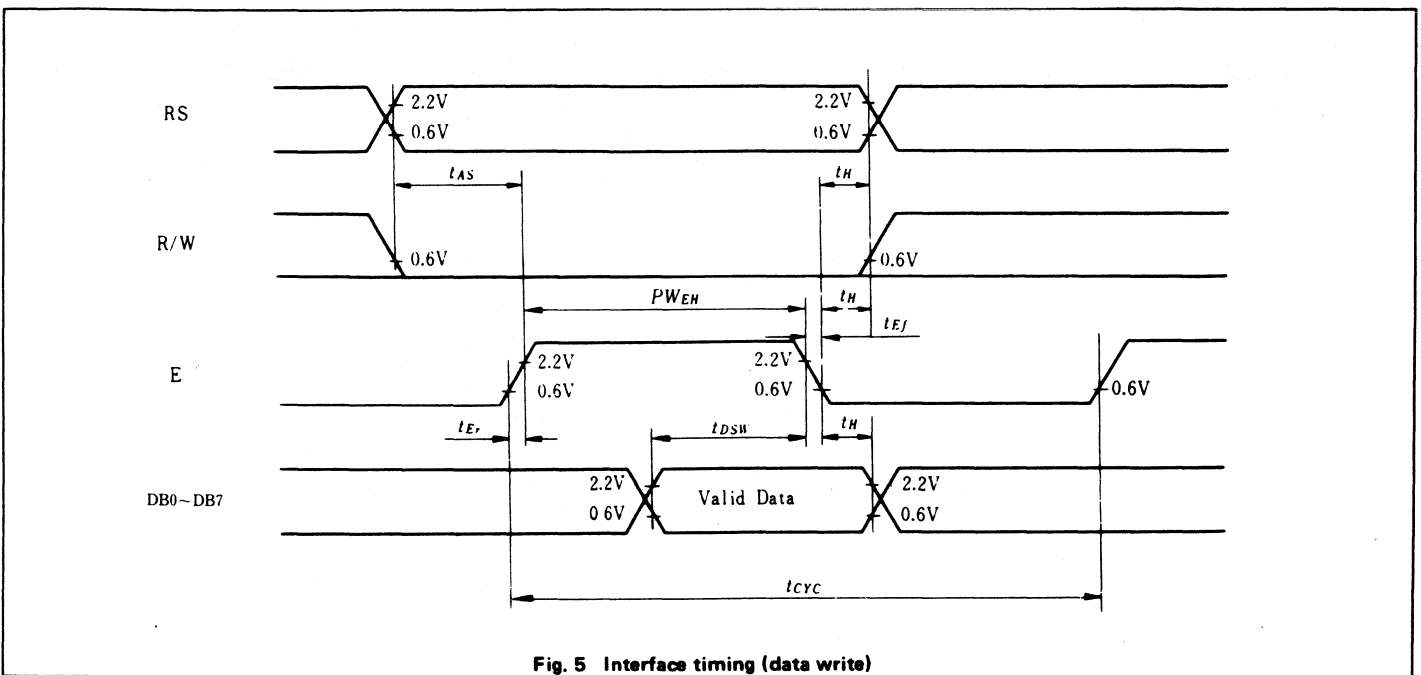 RS
2.2V
2.2V
0.6V
0.6V
tAS
tH
R/W
0.6V
0.6V
PWEH
tH
tEf
E
2.2V
2.2V
0.6V
0.6V
0.6V
tEr
tDSW
tH
DB0~DB7
2.2V
Valid Data
2.2V
0 6V
0.6V
tCYC
Fig. 5 Interface timing (data write)